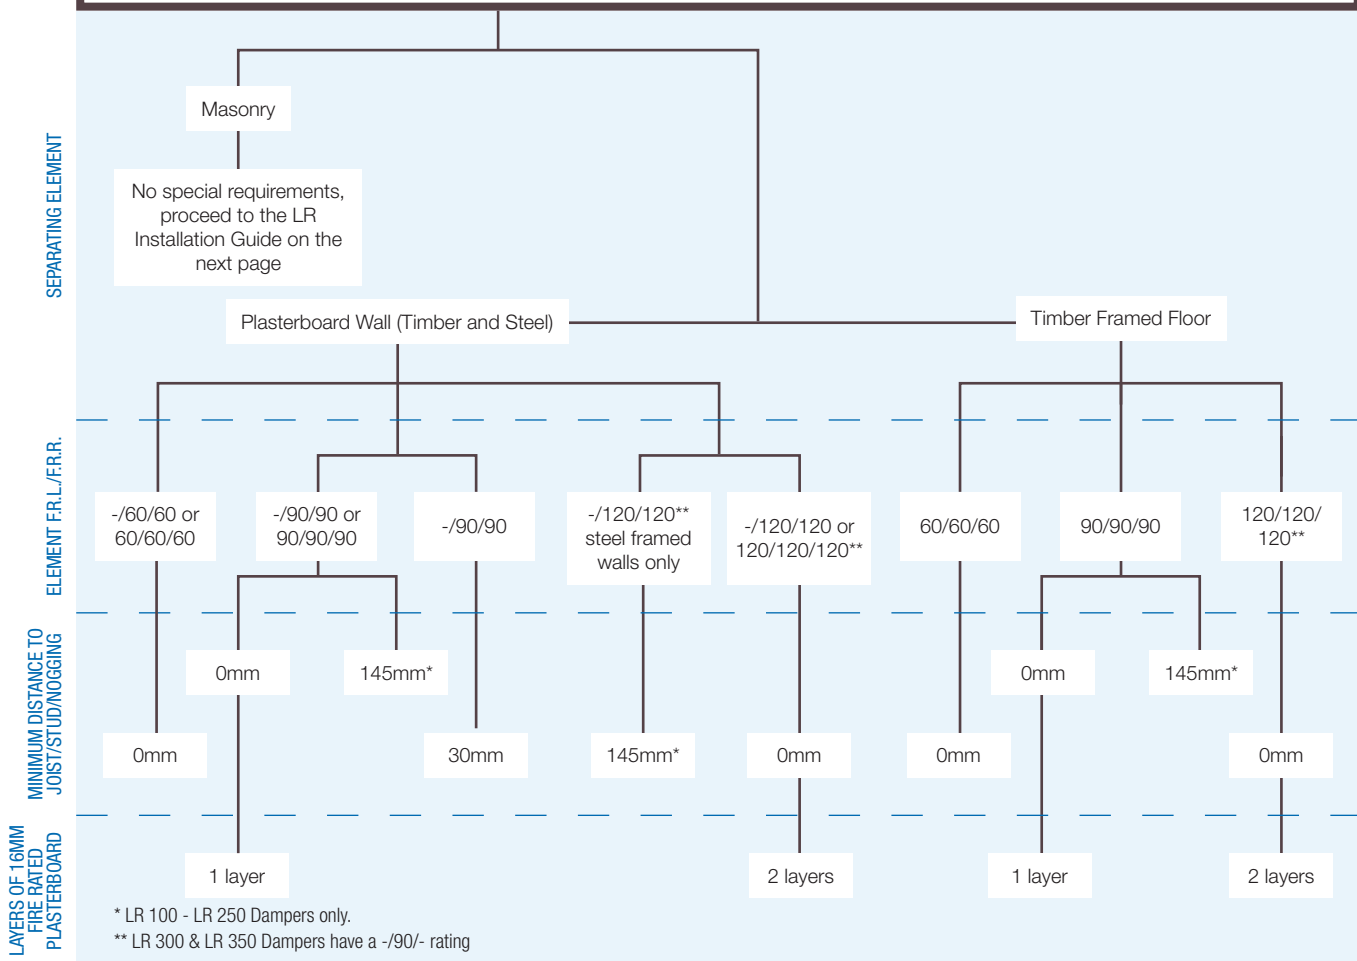 SEPARATING ELEMENT
Masonry
No special requirements,
proceed to the LR
Installation Guide on the
next page
Plasterboard Wall (Timber and Steel)
Timber Framed Floor
ELEMENT F.R.L./F.R.R.
-/60/60 or
60/60/60
-/90/90 or
90/90/90
-/90/90
-/120/120**
steel framed
walls only
-/120/120 or
120/120/120**
60/60/60
90/90/90
120/120/
120**
MINIMUM DISTANCE TO
JOIST/STUD/NOGGING
0mm
145mm*
0mm
145mm*
0mm
30mm
145mm*
0mm
0mm
0mm
LAYERS OF 16MM
FIRE RATED
PLASTERBOARD
1 layer
2 layers
1 layer
2 layers
* LR 100 - LR 250 Dampers only.
** LR 300 & LR 350 Dampers have a -/90/- rating